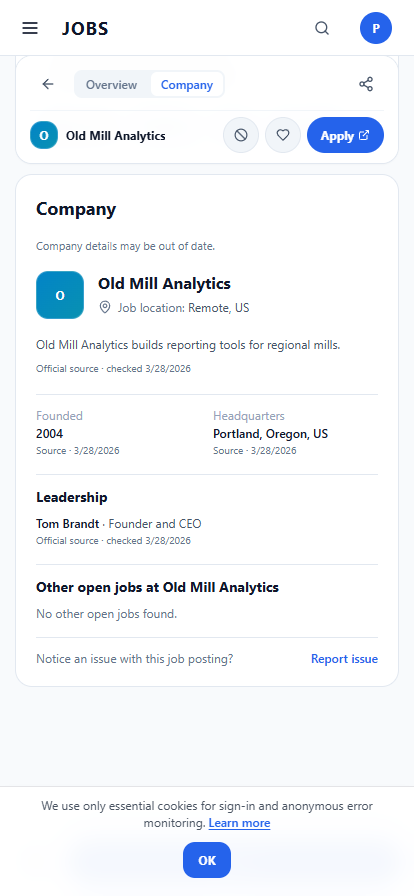 JOBS
P
Overview
Company
O
Old Mill Analytics
Apply
Company
Company details may be out of date.
O
Old Mill Analytics
Job location: Remote, US
Old Mill Analytics builds reporting tools for regional mills.
Official source · checked 3/28/2026
Founded
2004
Source · 3/28/2026
Headquarters
Portland, Oregon, US
Source · 3/28/2026
Leadership
Tom Brandt · Founder and CEO
Official source · checked 3/28/2026
Other open jobs at Old Mill Analytics
No other open jobs found.
Notice an issue with this job posting?
Report issue
We use only essential cookies for sign-in and anonymous error
monitoring. Learn more
OK